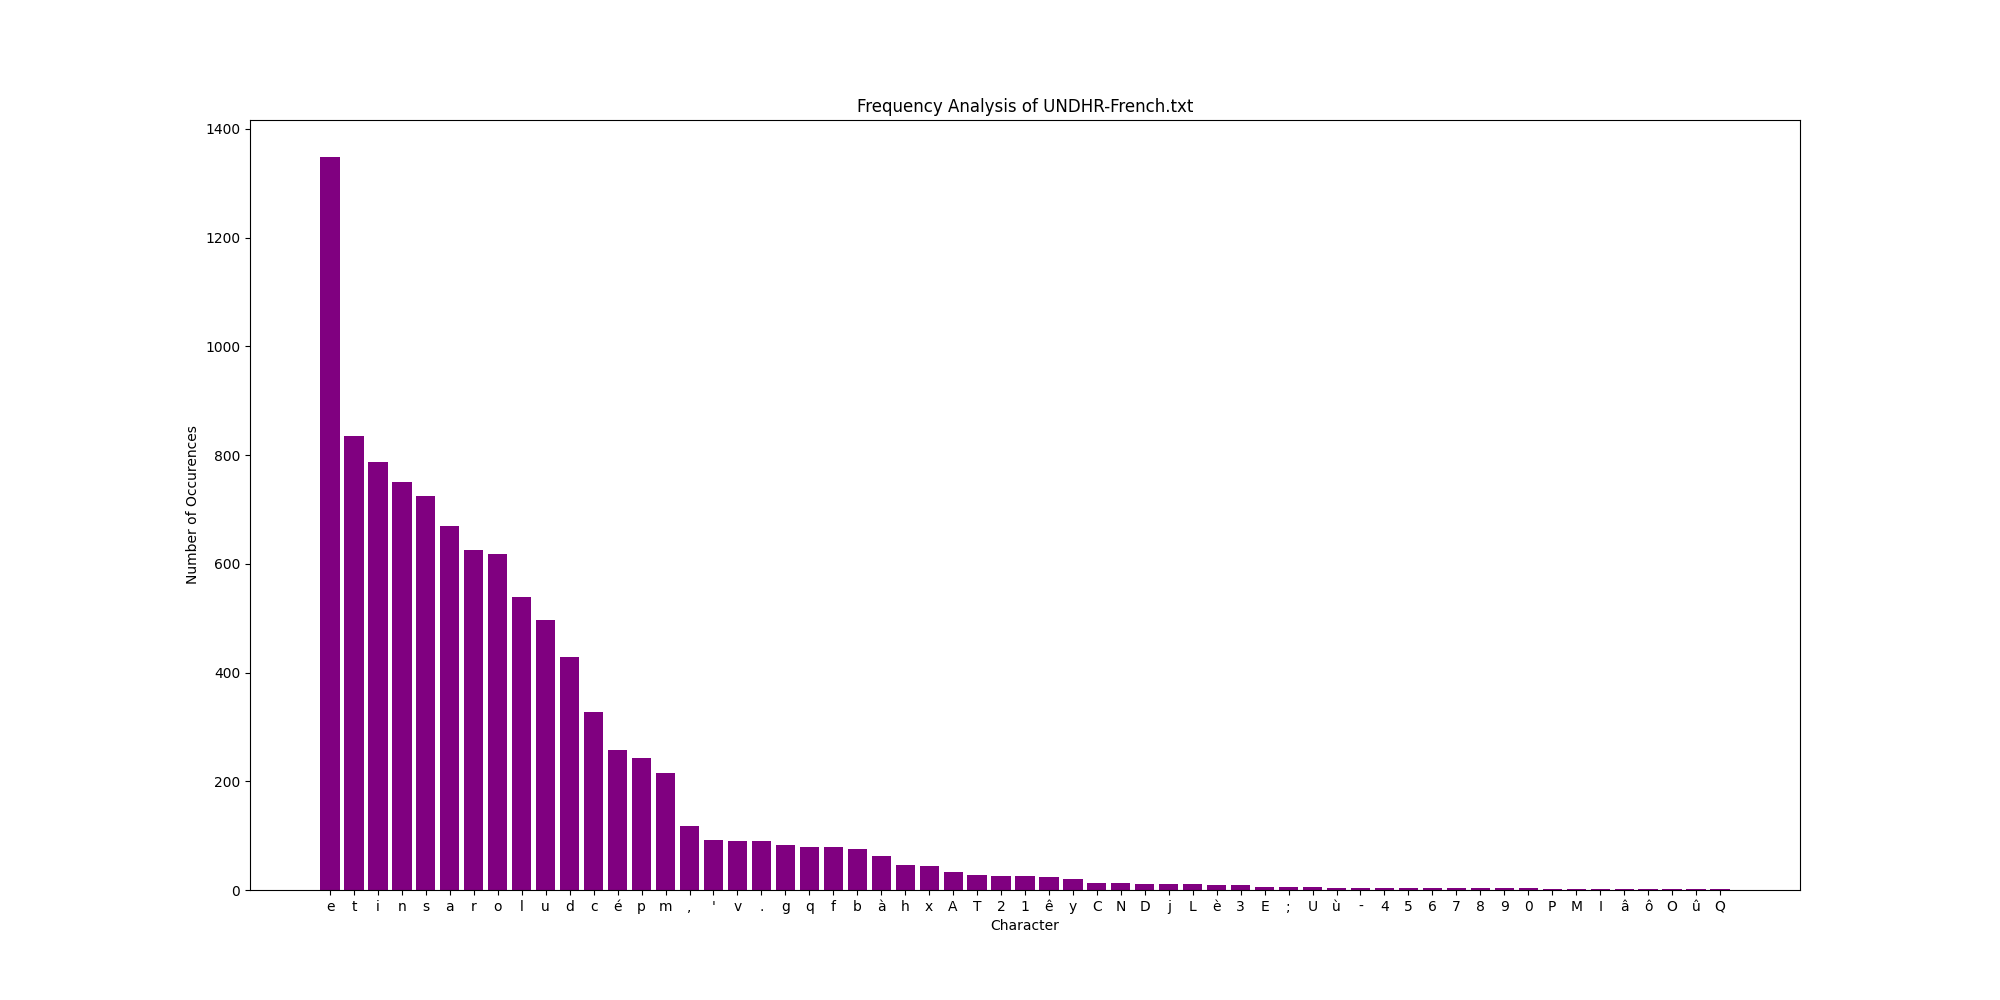 Frequency Analysis of UNDHR-French.txt
1400
1200
1000
800
600
400
200
0
Number of Occurences
e t i n s a r o l u d c é p m , ' v . g q f b à h x A T 2 1 ê y C N D j L è 3 E ; U ù - 4 5 6 7 8 9 0 P M I â ô O û Q
Character